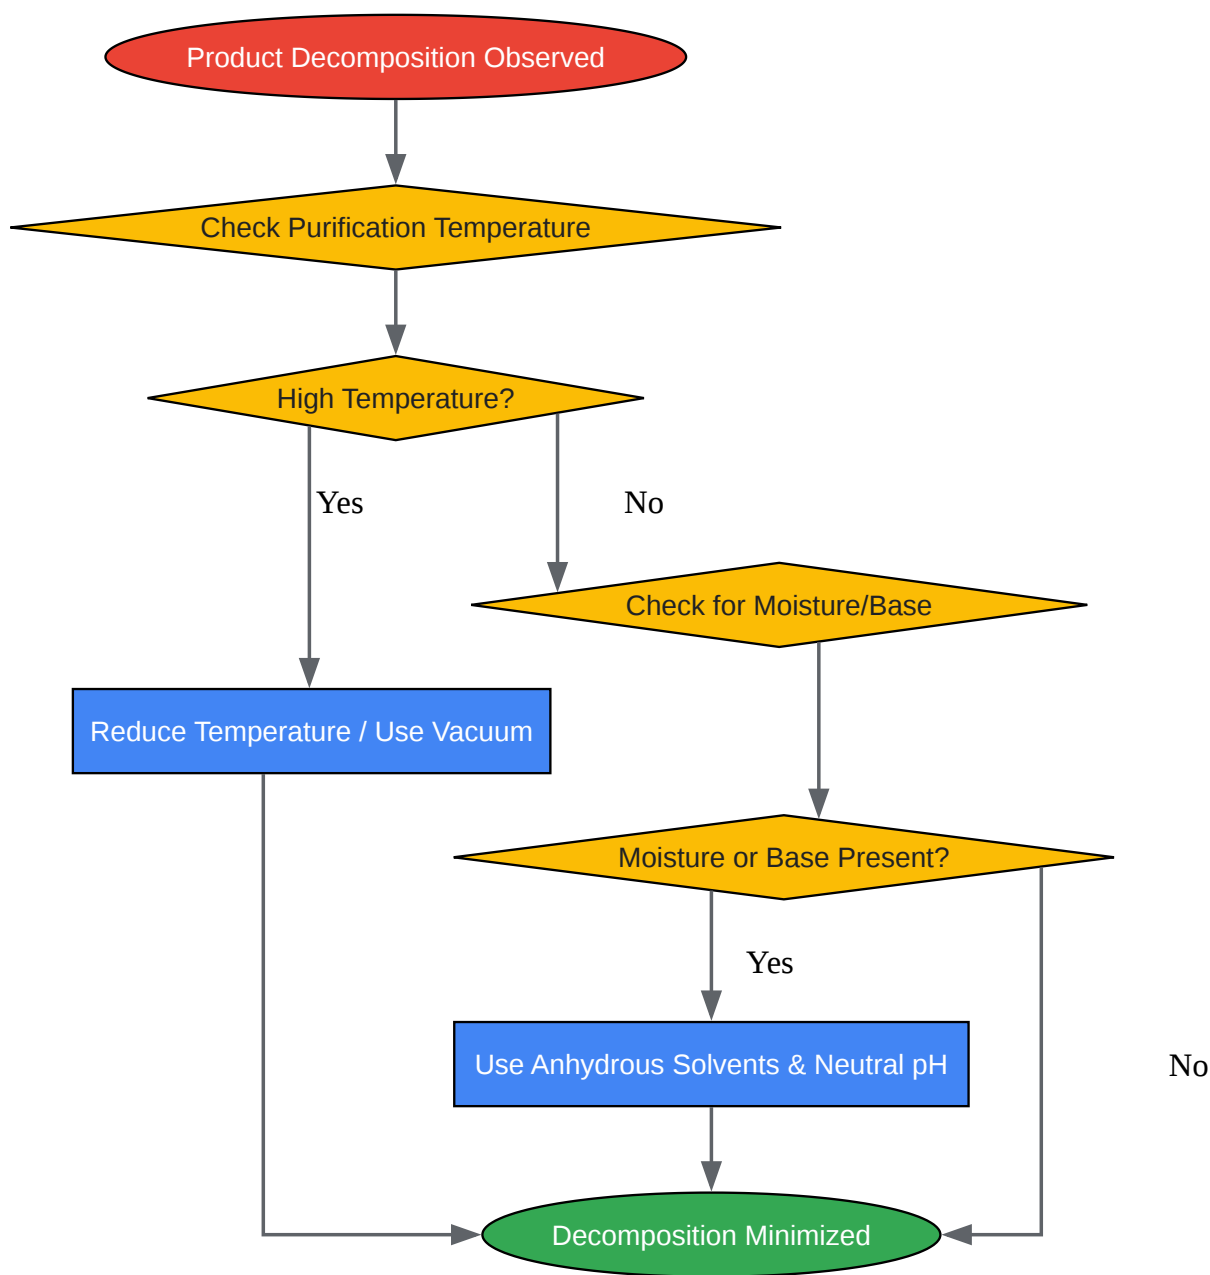 Product Decomposition Observed
Check Purification Temperature
High Temperature?
Yes
No
Check for Moisture/Base
Reduce Temperature / Use Vacuum
Moisture or Base Present?
Yes
Use Anhydrous Solvents & Neutral pH
No
Decomposition Minimized